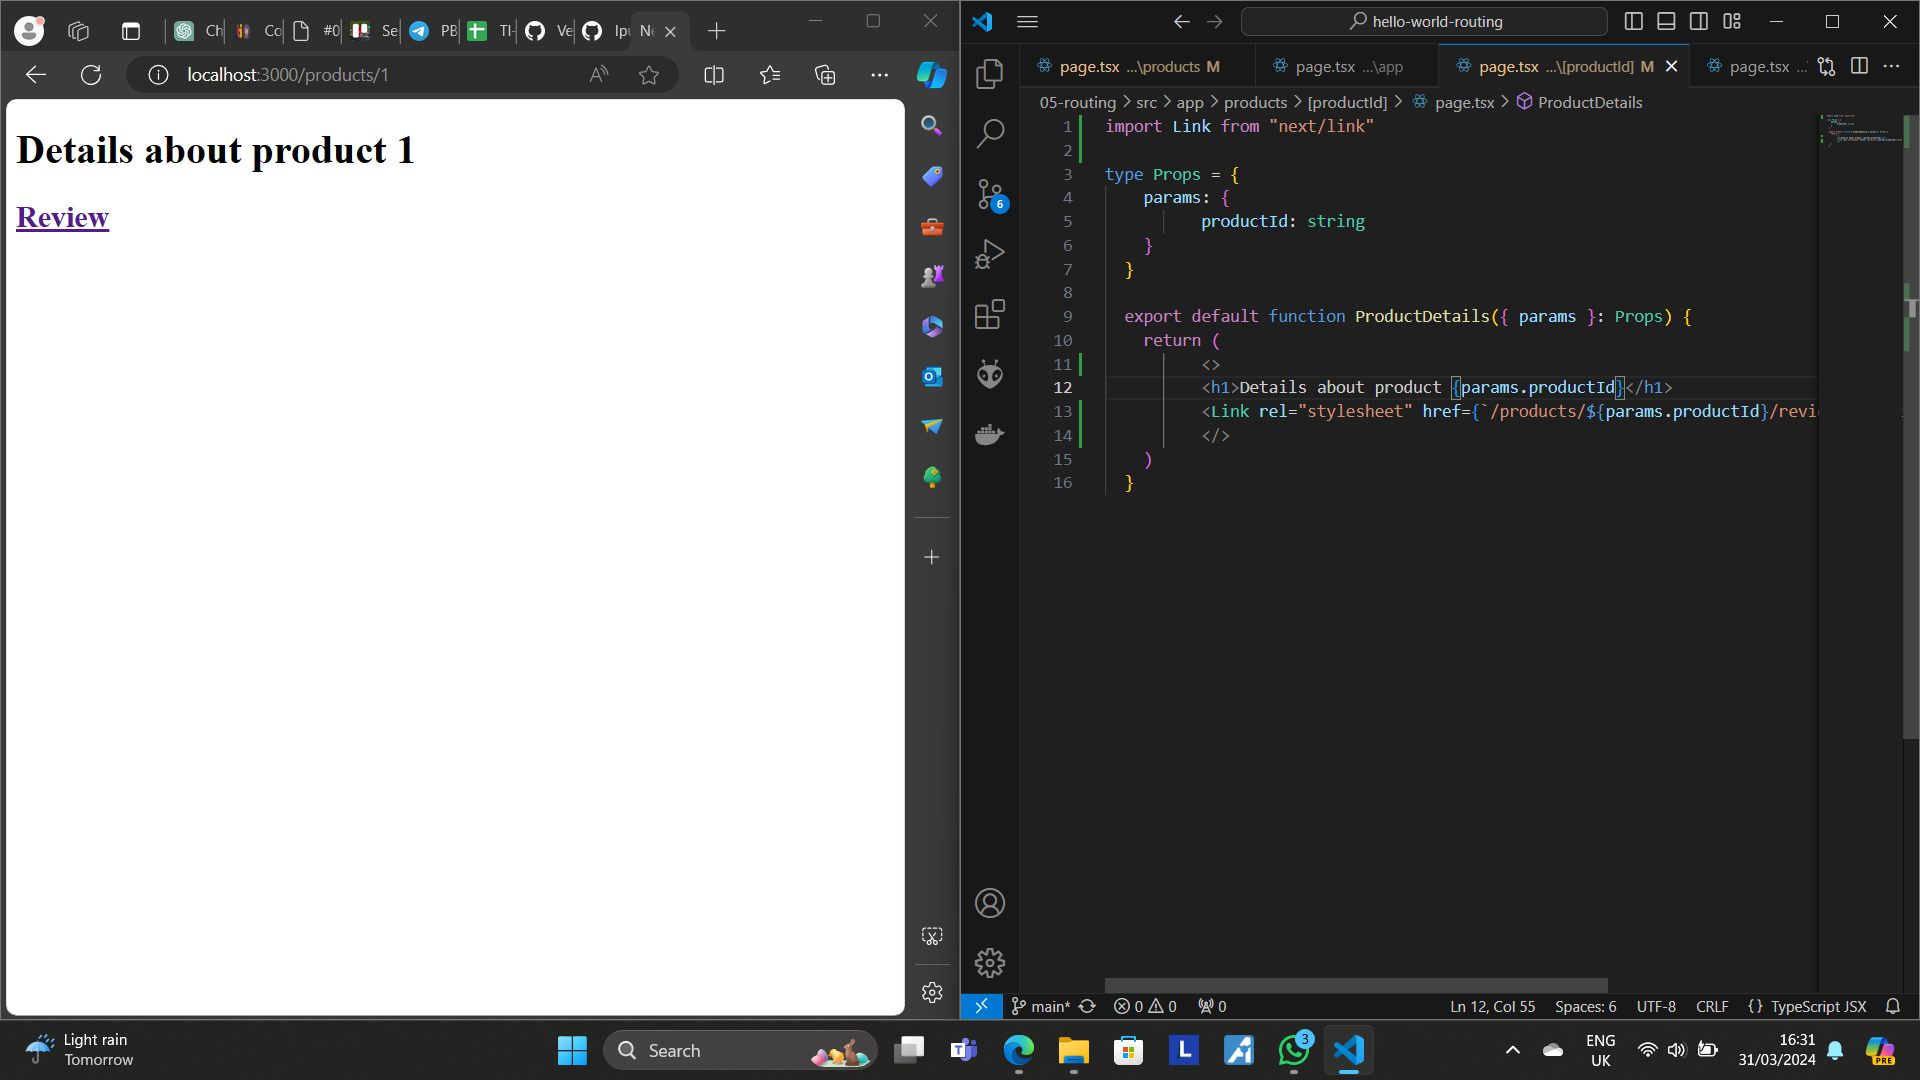 Ch
Co
#0
Se
PB
TI-
Ve
Ipu
Ne
localhost:3000/products/1
Details about product 1
Review
hello-world-routing
page.tsx ...\products M
page.tsx ...\app
page.tsx ...\[productId] M
page.tsx ...
05-routing > src > app > products > [productId] > page.tsx > ProductDetails
1 import Link from "next/link"
2
3 type Props = {
4 params: {
5 productId: string
6 }
7 }
8
9 export default function ProductDetails({ params }: Props) {
10 return (
11 <>
12 <h1>Details about product {params.productId}</h1>
13 <Link rel="stylesheet" href={`/products/${params.productId}/revi
14 </>
15 )
16 }
6
main*
0 0
0
Ln 12, Col 55
Spaces: 6
UTF-8
CRLF
{} TypeScript JSX
Light rain
Tomorrow
Search
L
3
ENG
UK
16:31
31/03/2024
PRE